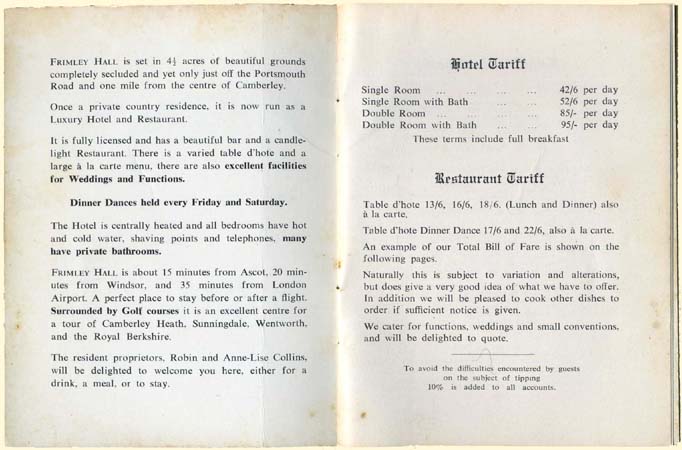 FRIMLEY HALL is set in 4½ acres of beautiful grounds
completely secluded and yet only just off the Portsmouth
Road and one mile from the centre of Camberley.
Once a private country residence, it is now run as a
Luxury Hotel and Restaurant.
It is fully licensed and has a beautiful bar and candle-
light Restaurant. There is a varied table d'hote and a
large à la carte menu, there are also excellent facilities
for Weddings and Functions.
Dinner Dances held every Friday and Saturday.
The Hotel is centrally heated and all bedrooms have hot
and cold water, shaving points and telephones, many
have private bathrooms.
FRIMLEY HALL is about 15 minutes from Ascot, 20 min-
utes from Windsor, and 35 minutes from London
Airport. A perfect place to stay before or after a flight.
Surrounded by Golf courses it is an excellent centre for
a tour of Camberley Heath, Sunningdale, Wentworth,
and the Royal Berkshire.
The resident proprietors, Robin and Anne-Lise Collins,
will be delighted to welcome you here, either for a
drink, a meal, or to stay.
Hotel Tariff
Single Room ... ... ... ... 42/6 per day
Single Room with Bath ... ... 52/6 per day
Double Room ... ... ... ... 85/- per day
Double Room with Bath ... ... 95/- per day
These terms include full breakfast
Restaurant Tariff
Table d'hote 13/6, 16/6, 18/6. (Lunch and Dinner) also
à la carte.
Table d'hote Dinner Dance 17/6 and 22/6, also à la carte.
An example of our Total Bill of Fare is shown on the
following pages.
Naturally this is subject to variation and alterations,
but does give a very good idea of what we have to offer.
In addition we will be pleased to cook other dishes to
order if sufficient notice is given.
We cater for functions, weddings and small conventions,
and will be delighted to quote.
To avoid the difficulties encountered by guests
on the subject of tipping
10% is added to all accounts.